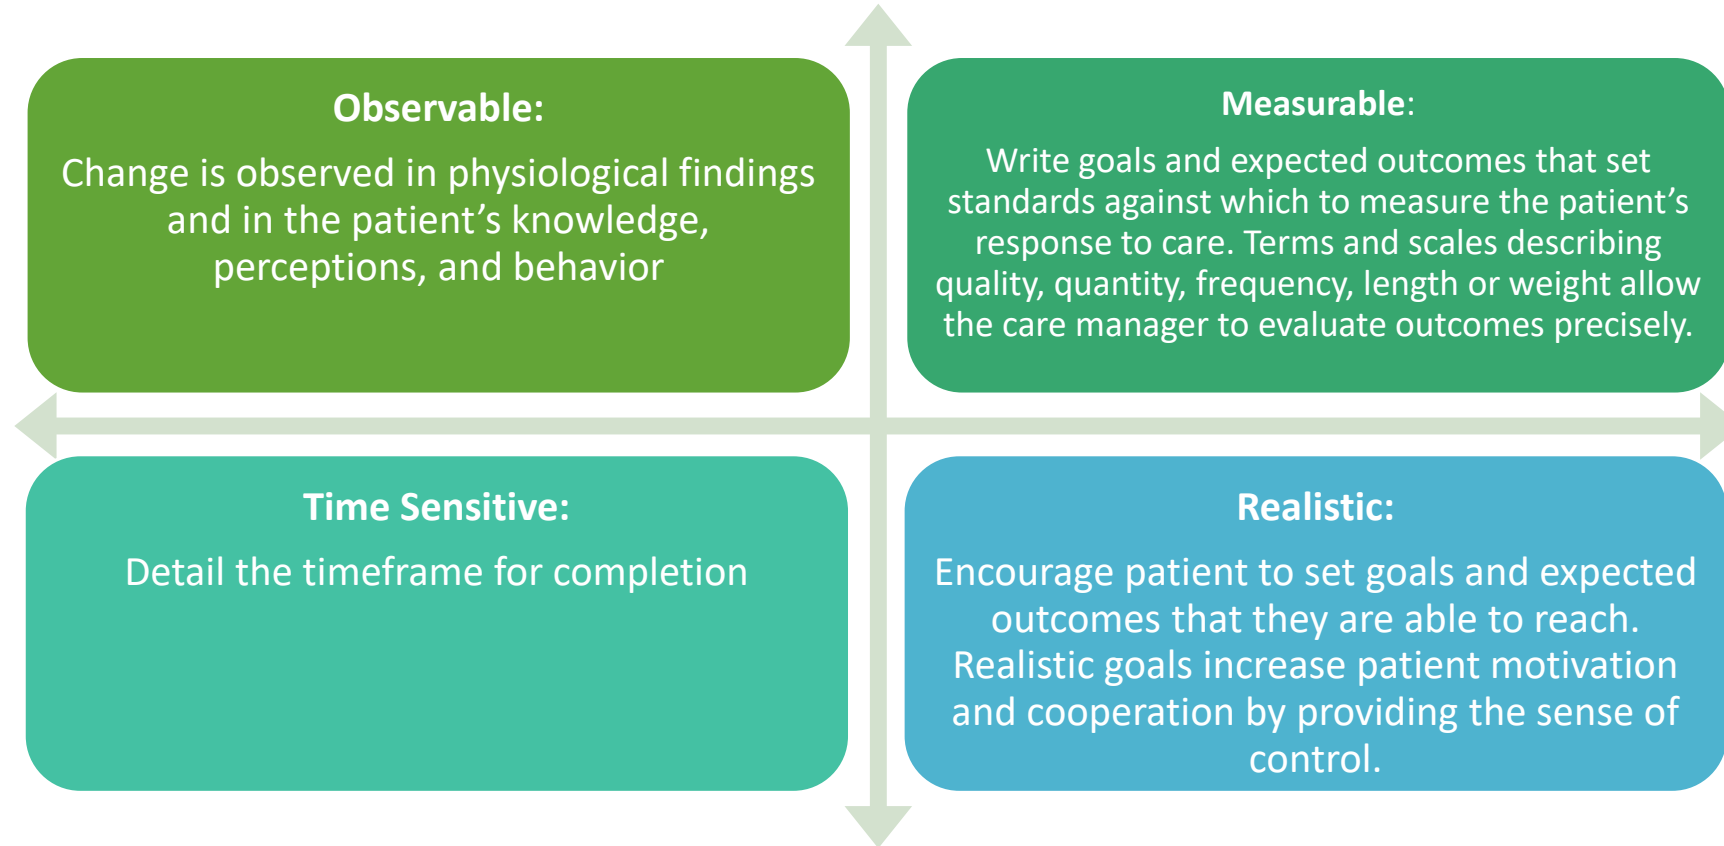 Observable:
Change is observed in physiological findings
and in the patient’s knowledge,
perceptions, and behavior
Measurable:
Write goals and expected outcomes that set
standards against which to measure the patient’s
response to care. Terms and scales describing
quality, quantity, frequency, length or weight allow
the care manager to evaluate outcomes precisely.
Time Sensitive:
Detail the timeframe for completion
Realistic:
Encourage patient to set goals and expected
outcomes that they are able to reach.
Realistic goals increase patient motivation
and cooperation by providing the sense of
control.